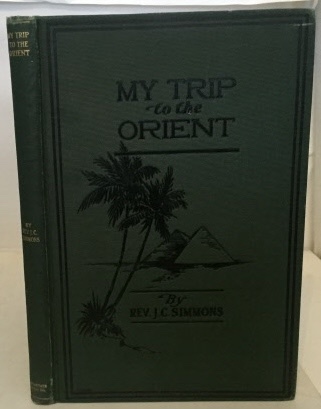 MY TRIP
TO THE
ORIENT
BY
REV. J. C.
SIMMONS
MY TRIP
to the
ORIENT
By
REV. J. C. SIMMONS